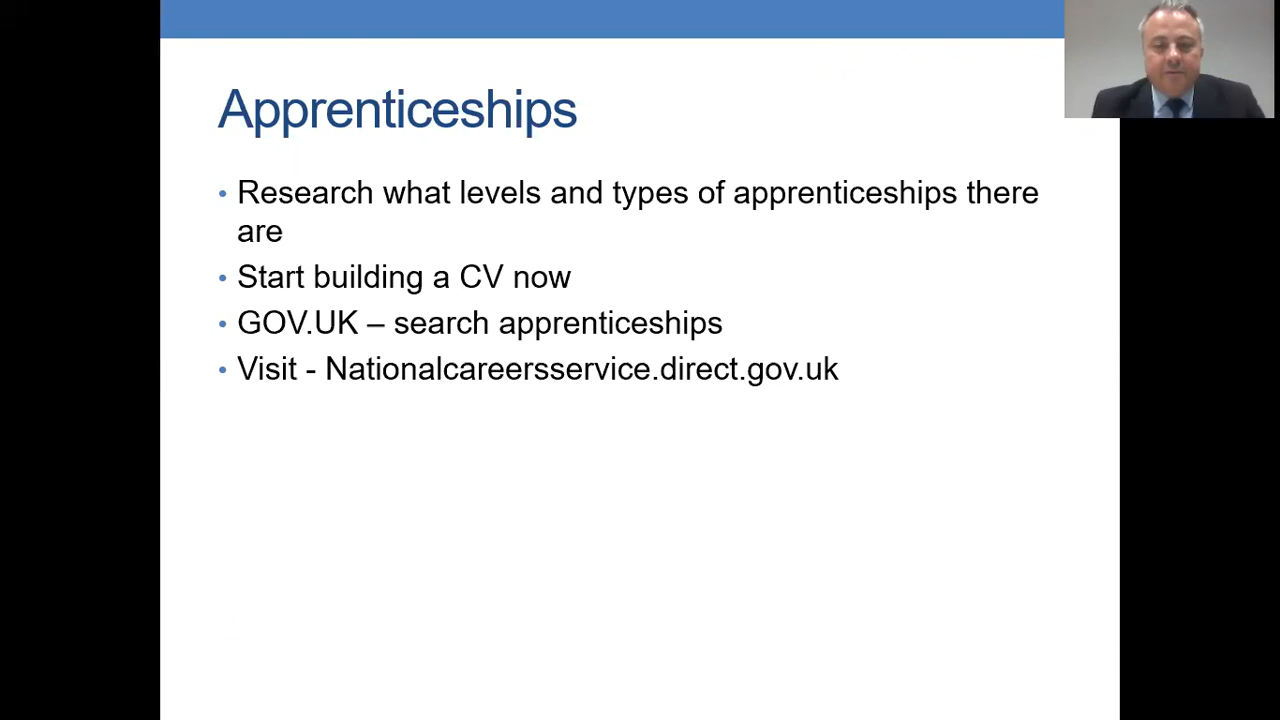 Apprenticeships
• Research what levels and types of apprenticeships there
are
• Start building a CV now
• GOV.UK – search apprenticeships
• Visit - Nationalcareersservice.direct.gov.uk